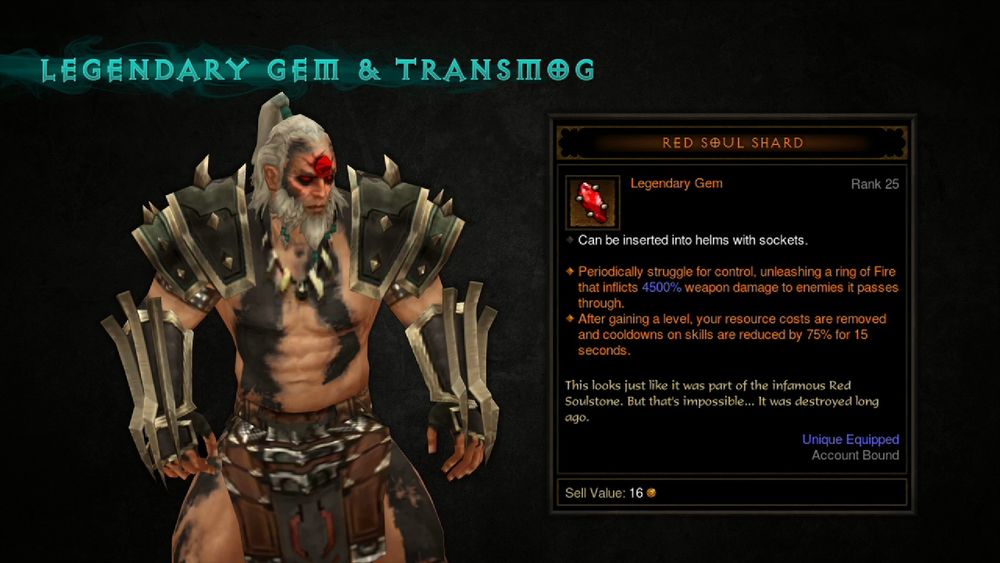 LEGENDARY GEM & TRANSMOG
RED SOUL SHARD
Legendary Gem
Rank 25
Can be inserted into helms with sockets.
Periodically struggle for control, unleashing a ring of Fire
that inflicts 4500% weapon damage to enemies it passes
through.
After gaining a level, your resource costs are removed
and cooldowns on skills are reduced by 75% for 15
seconds.
This looks just like it was part of the infamous Red
Soulstone. But that's impossible... It was destroyed long
ago.
Unique Equipped
Account Bound
Sell Value: 16